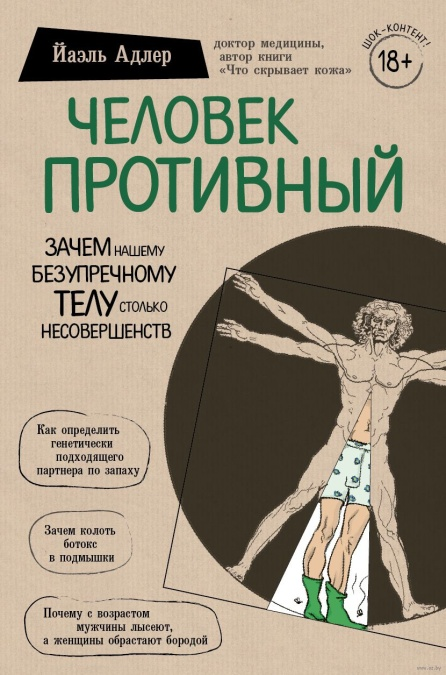 Йаэль Адлер
доктор медицины,
автор книги
«Что скрывает кожа»
ШОК-КОНТЕНТ!
18+
ЧЕЛОВЕК
ПРОТИВНЫЙ
ЗАЧЕМ НАШЕМУ
БЕЗУПРЕЧНОМУ
ТЕЛУ СТОЛЬКО
НЕСОВЕРШЕНСТВ
Как определить
генетически
подходящего
партнера по запаху
Зачем колоть
ботокс
в подмышки
Почему с возрастом
мужчины лысеют,
а женщины обрастают бородой